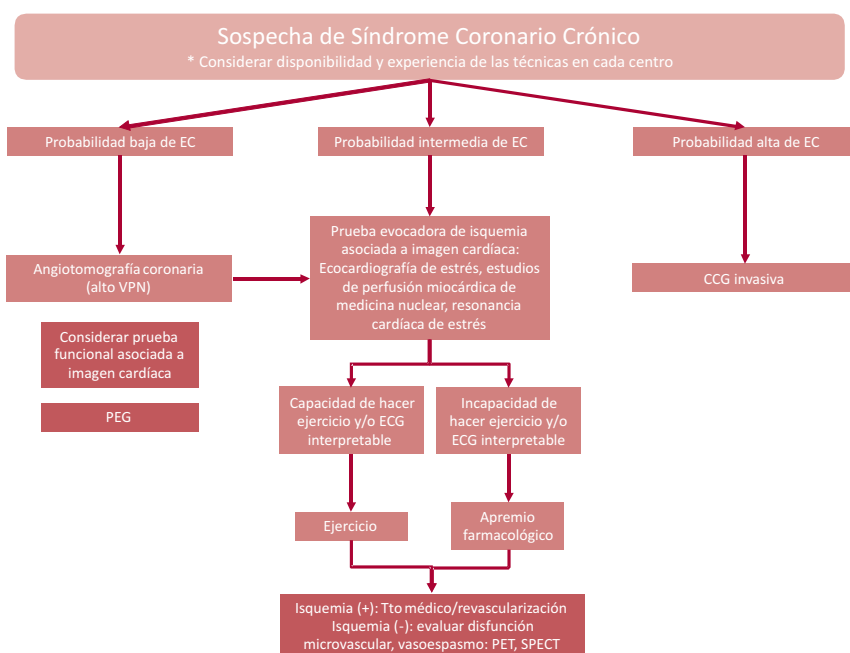 Sospecha de Síndrome Coronario Crónico
* Considerar disponibilidad y experiencia de las técnicas en cada centro
Probabilidad baja de EC
Probabilidad intermedia de EC
Probabilidad alta de EC
Angiotomografía coronaria
(alto VPN)
Prueba evocadora de isquemia
asociada a imagen cardíaca:
Ecocardiografía de estrés, estudios
de perfusión miocárdica de
medicina nuclear, resonancia
cardíaca de estrés
CCG invasiva
Considerar prueba
funcional asociada a
imagen cardíaca
PEG
Capacidad de hacer
ejercicio y/o ECG
interpretable
Incapacidad de
hacer ejercicio y/o
ECG interpretable
Ejercicio
Apremio
farmacológico
Isquemia (+): Tto médico/revascularización
Isquemia (-): evaluar disfunción
microvascular, vasoespasmo: PET, SPECT